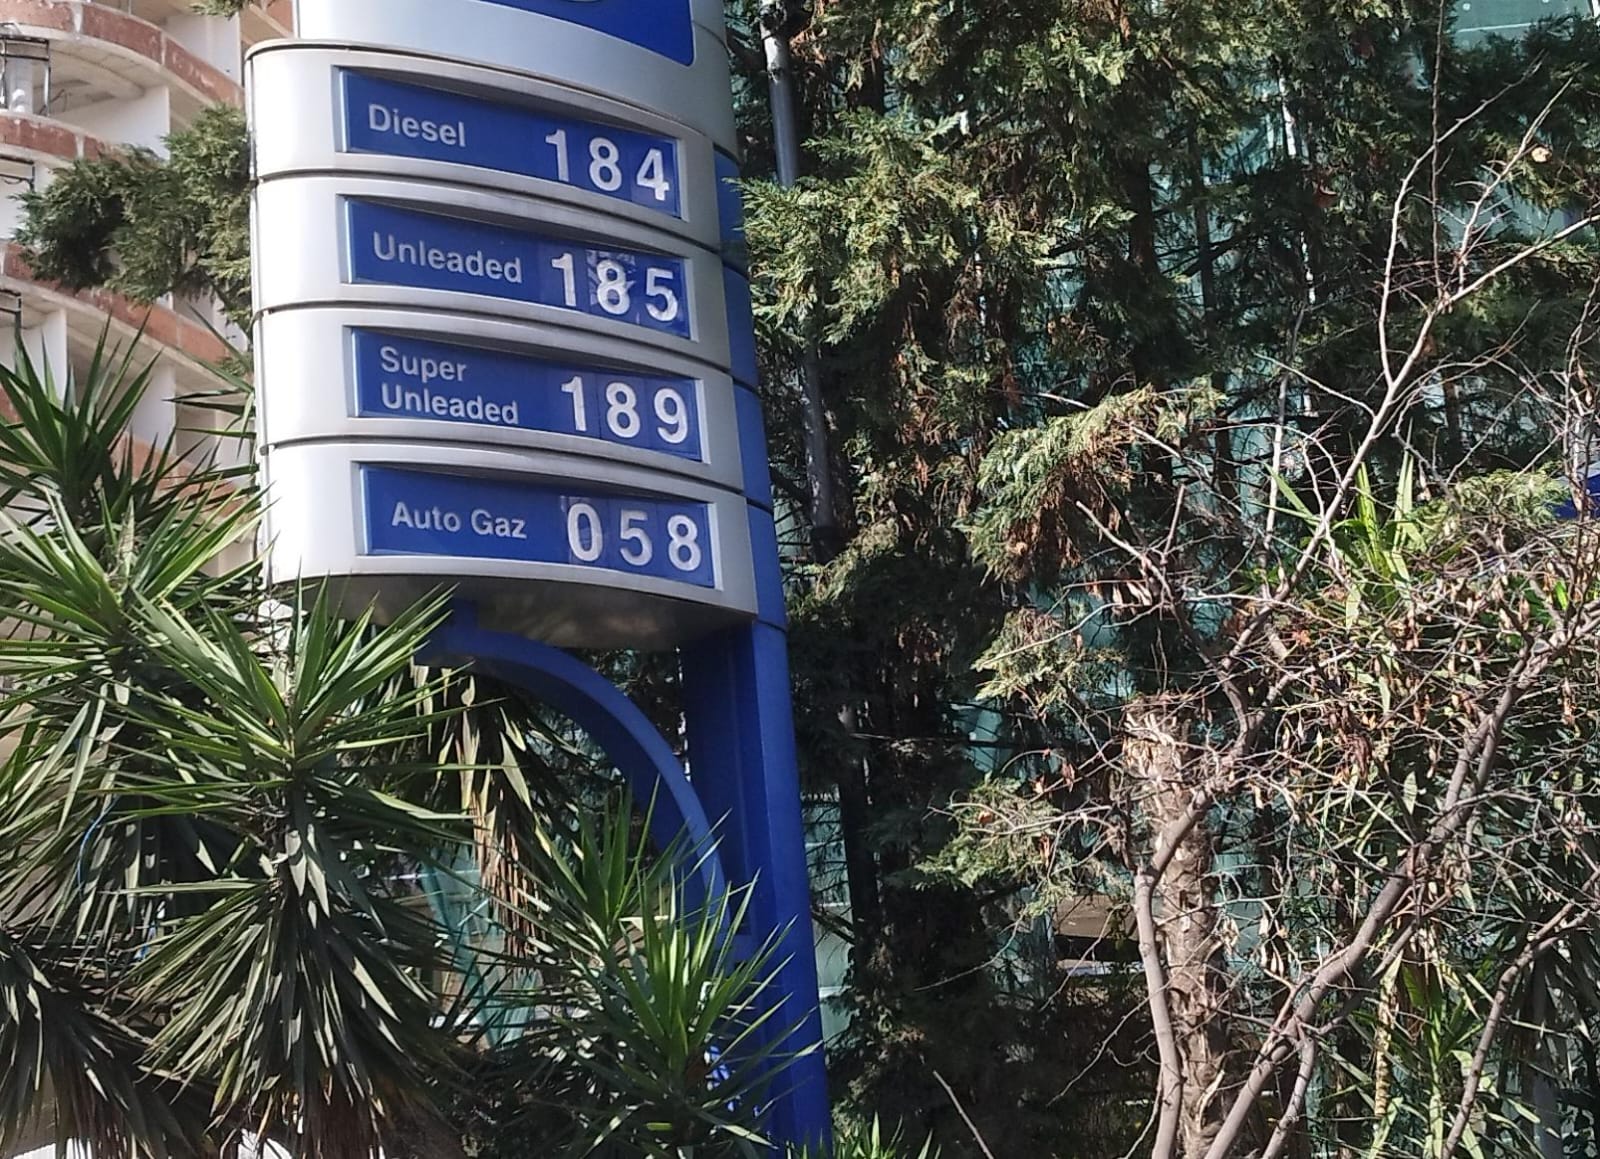 Diesel 184
Unleaded 185
Super
Unleaded 189
Auto Gaz 058